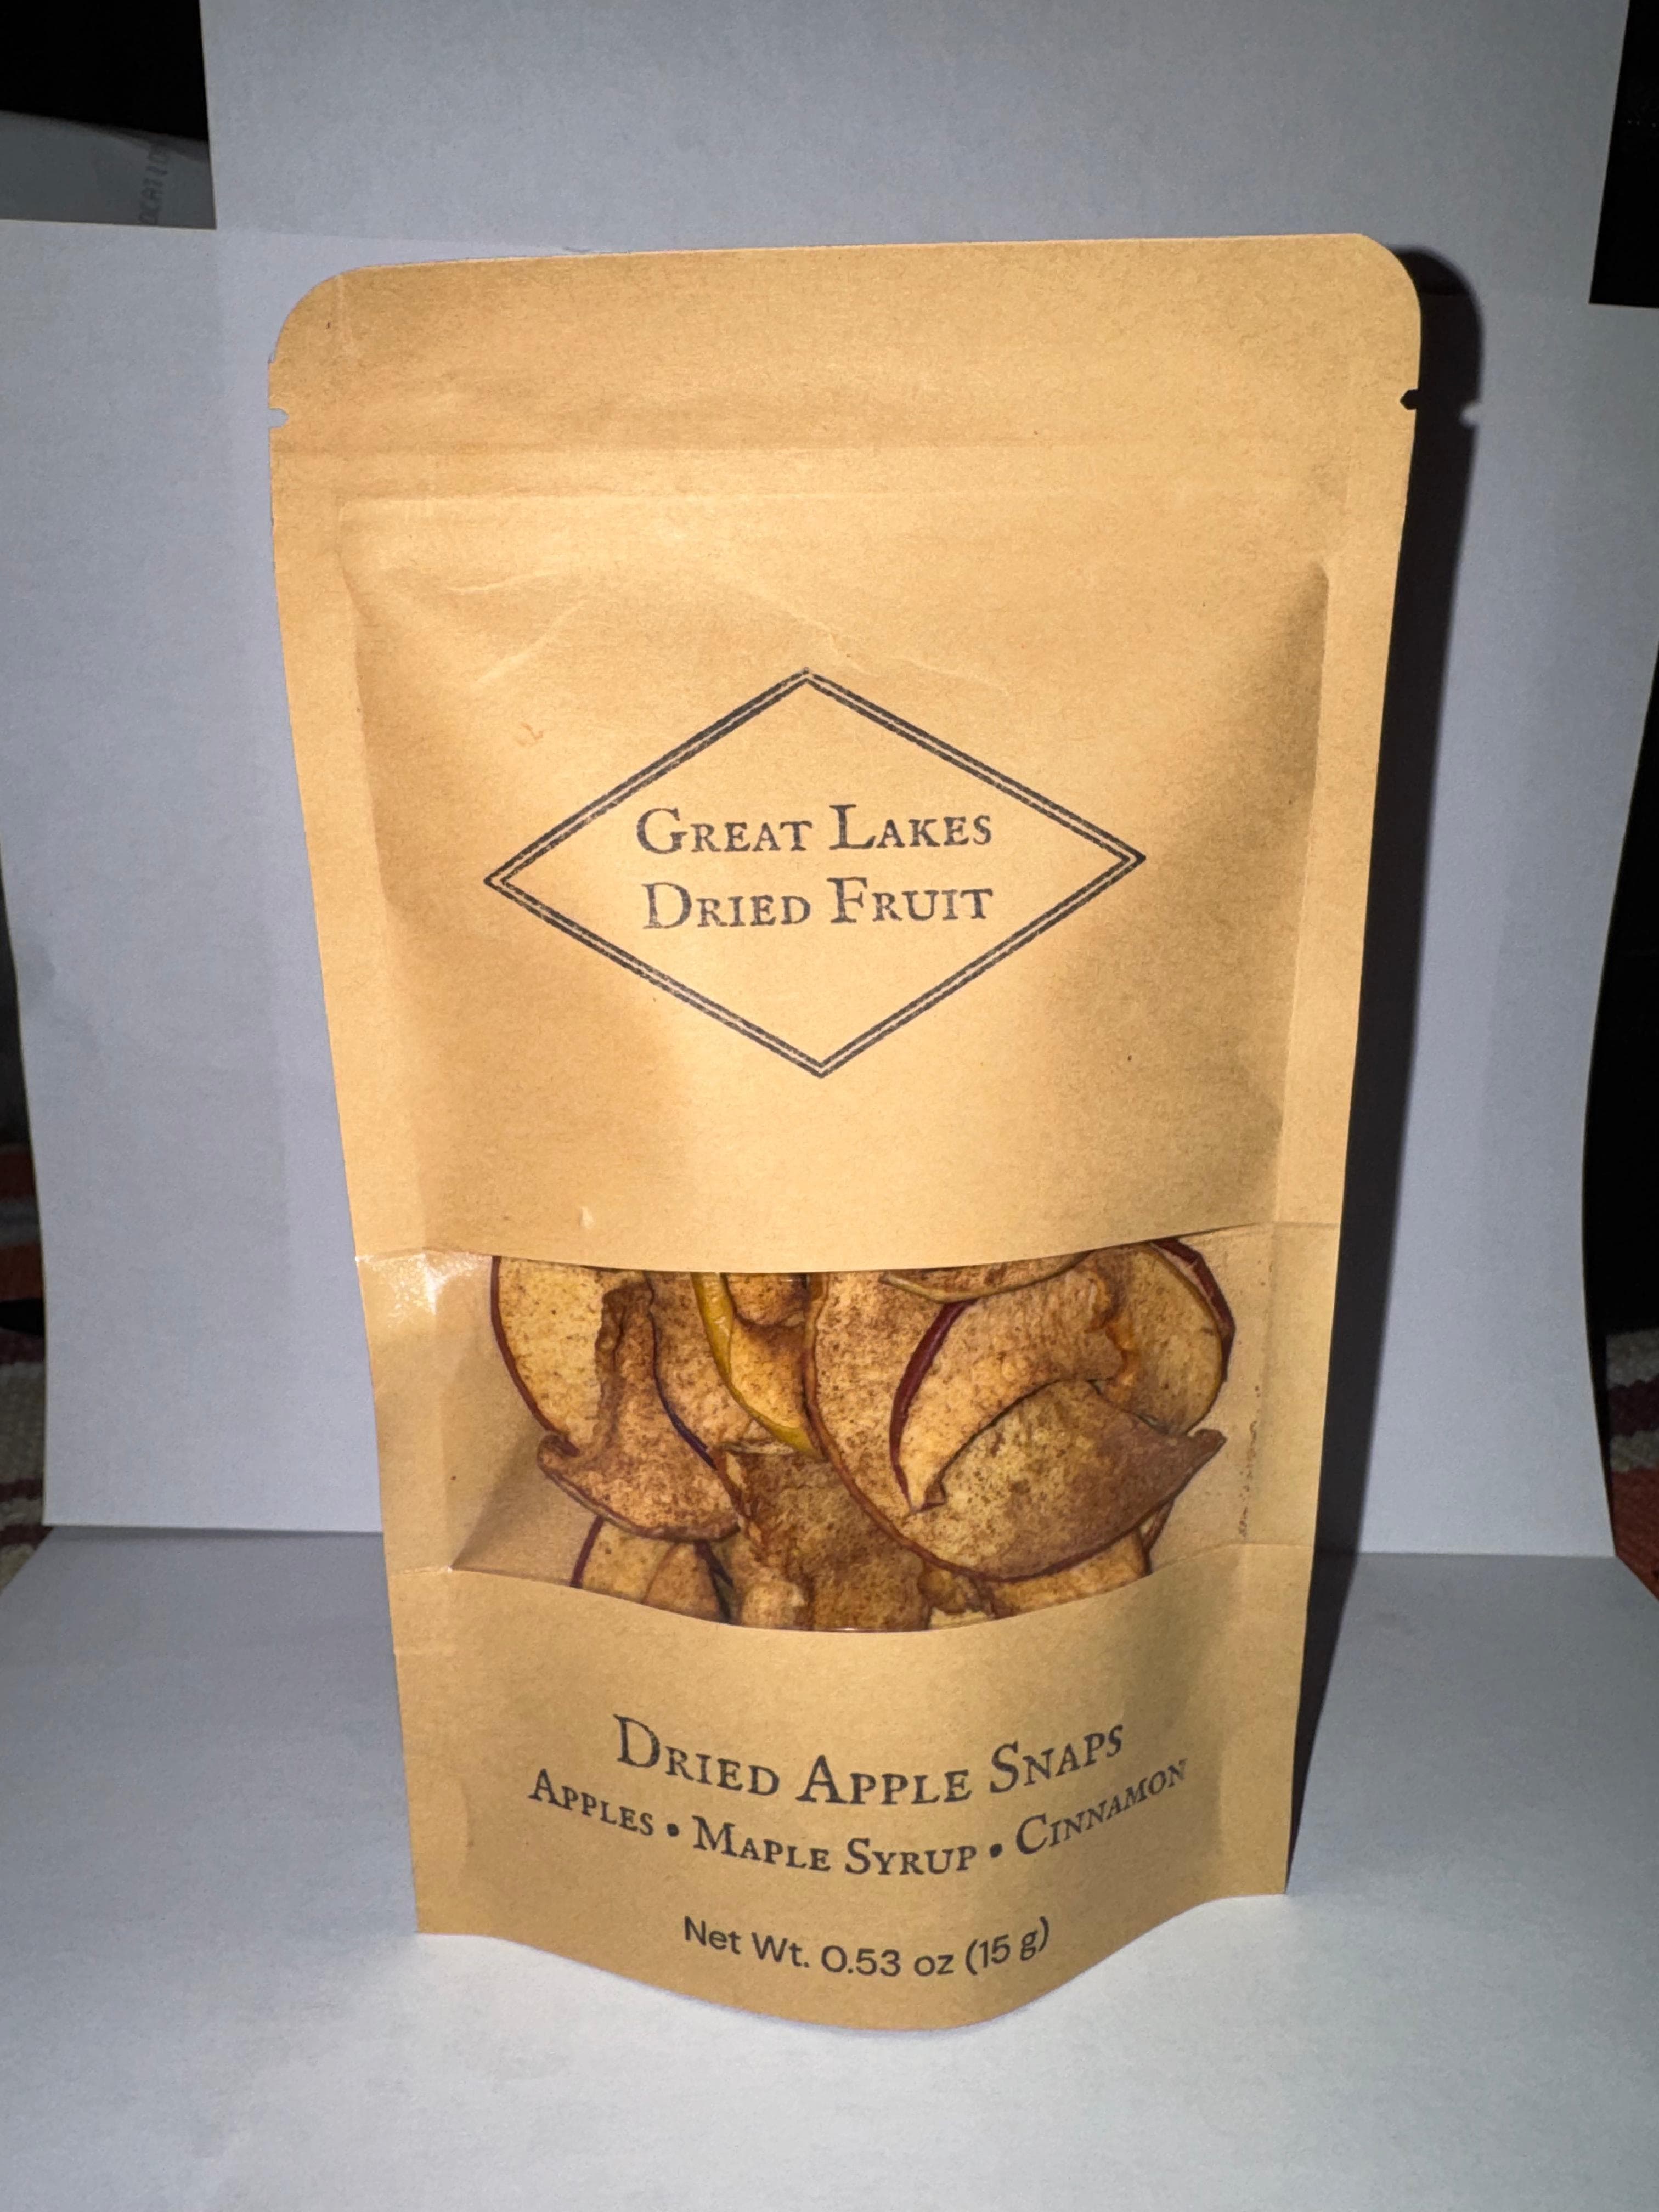 Great Lakes
Dried Fruit
Dried Apple Snaps
Apples • Maple Syrup • Cinnamon
Net Wt. 0.53 oz (15 g)